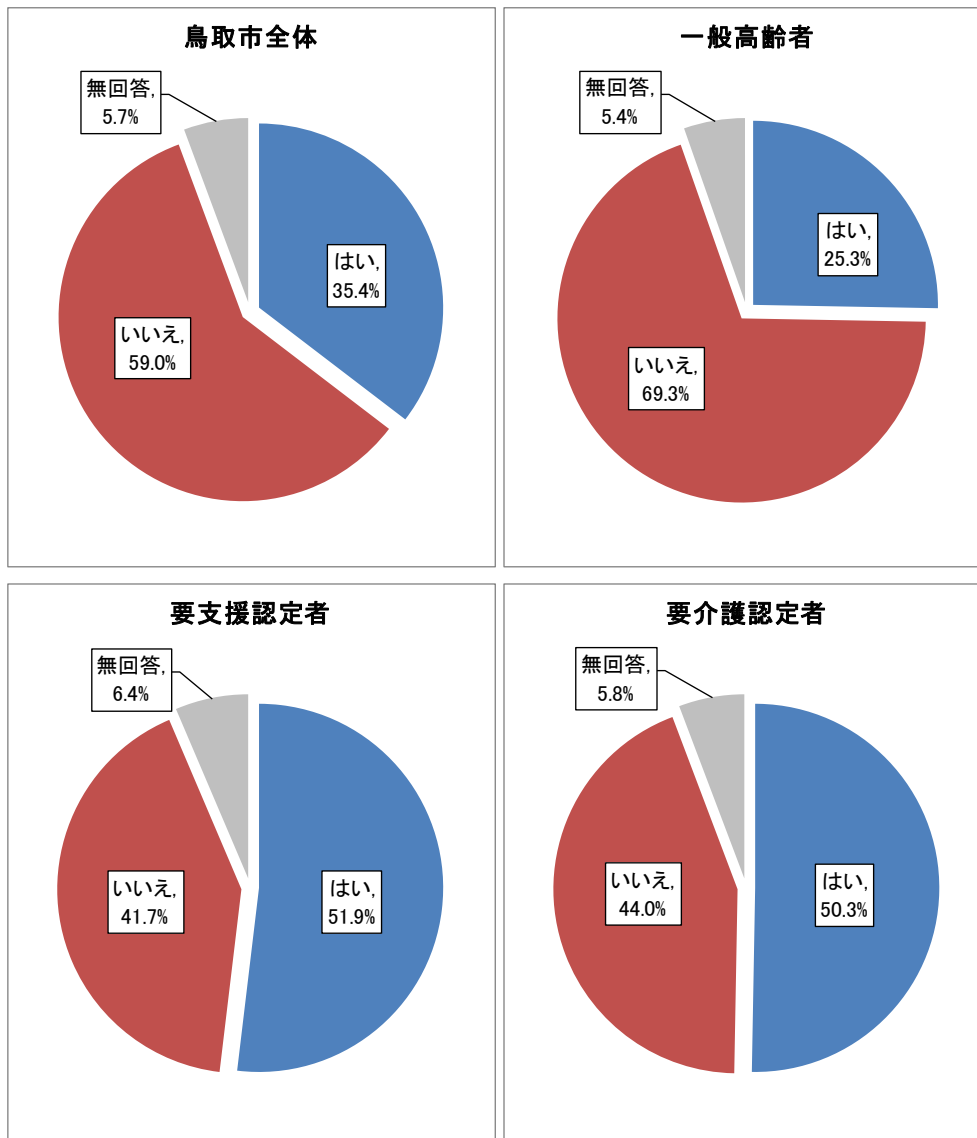 鳥取市全体
無回答,
5.7%
はい,
35.4%
いいえ,
59.0%
一般高齢者
無回答,
5.4%
はい,
25.3%
いいえ,
69.3%
要支援認定者
無回答,
6.4%
いいえ,
41.7%
はい,
51.9%
要介護認定者
無回答,
5.8%
いいえ,
44.0%
はい,
50.3%